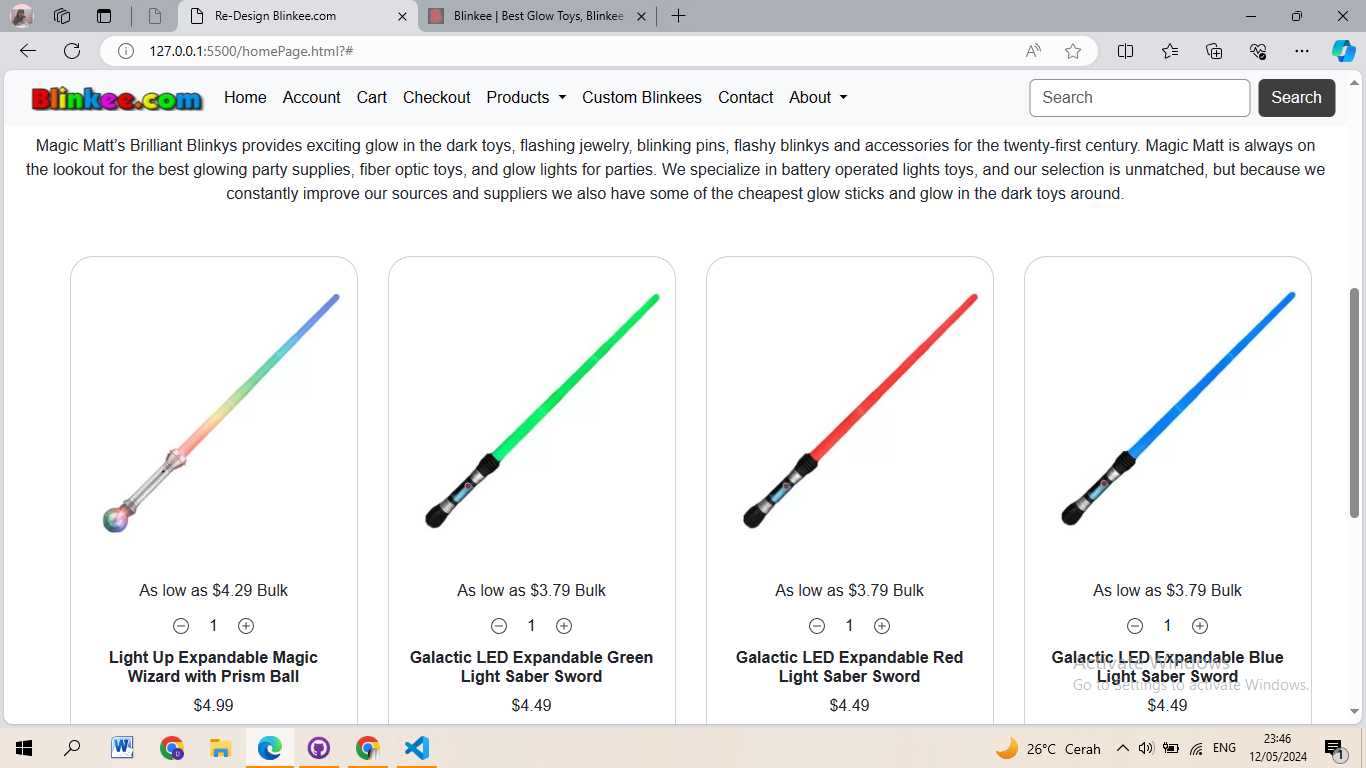 Re-Design Blinkee.com
Blinkee | Best Glow Toys, Blinkee
127.0.0.1:5500/homePage.html?#
Blinkee.com Home Account Cart Checkout Products Custom Blinkees Contact About Search Search
Magic Matt's Brilliant Blinkys provides exciting glow in the dark toys, flashing jewelry, blinking pins, flashy blinkys and accessories for the twenty-first century. Magic Matt is always on
the lookout for the best glowing party supplies, fiber optic toys, and glow lights for parties. We specialize in battery operated lights toys, and our selection is unmatched, but because we
constantly improve our sources and suppliers we also have some of the cheapest glow sticks and glow in the dark toys around.
As low as $4.29 Bulk
1
Light Up Expandable Magic
Wizard with Prism Ball
$4.99
As low as $3.79 Bulk
1
Galactic LED Expandable Green
Light Saber Sword
$4.49
As low as $3.79 Bulk
1
Galactic LED Expandable Red
Light Saber Sword
$4.49
As low as $3.79 Bulk
1
Galactic LED Expandable Blue
Light Saber Sword
$4.49
Activate Windows
Go to Settings to activate Windows.
26°C Cerah
ENG
23:46
12/05/2024
1